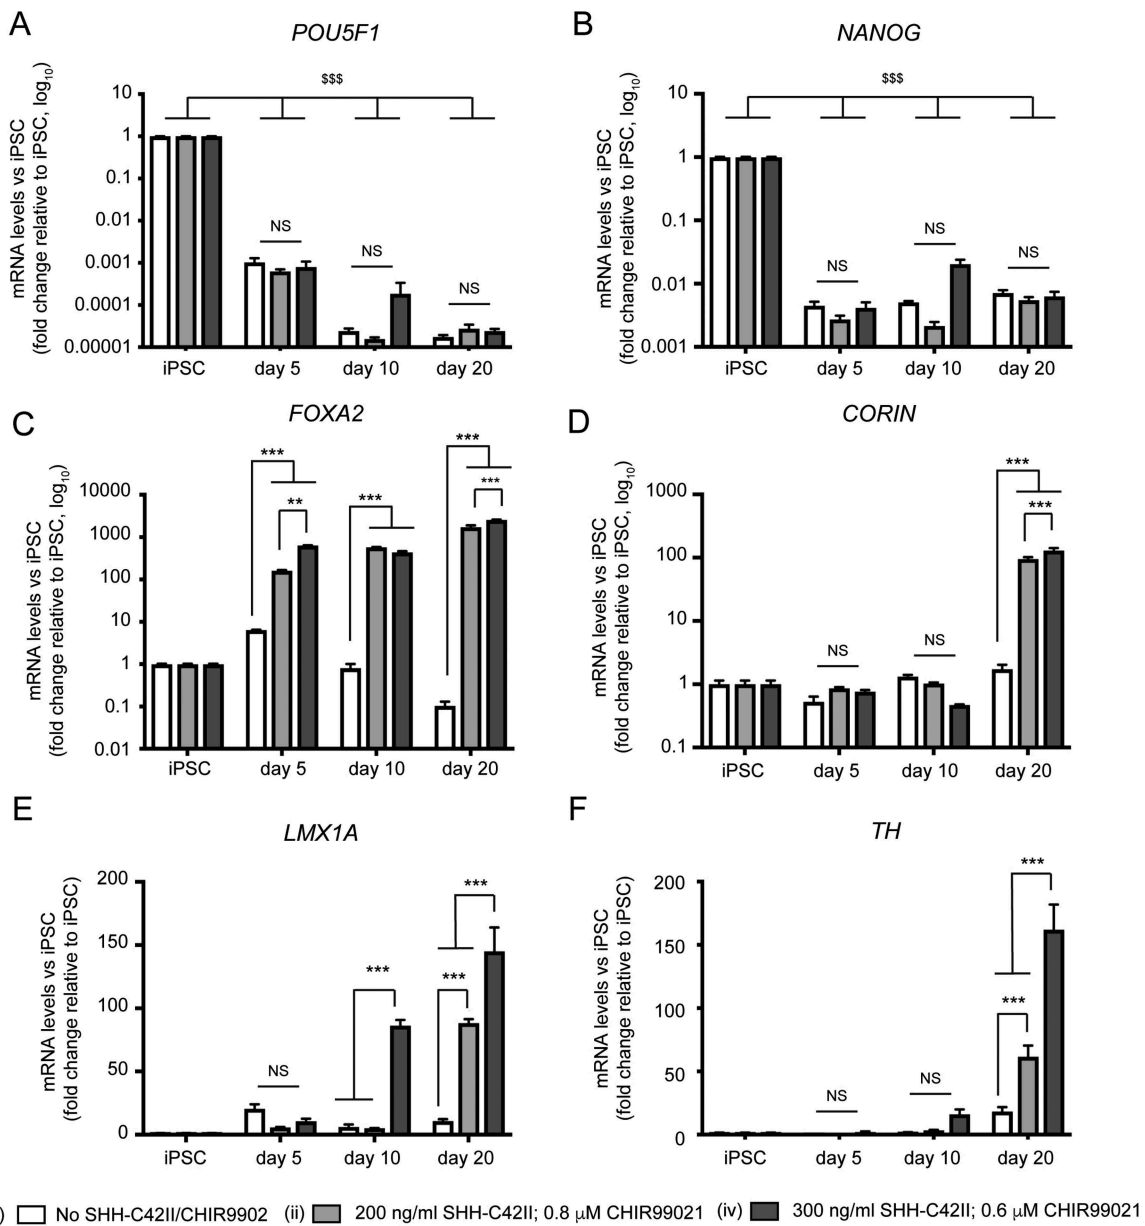 A
POU5F1
mRNA levels vs iPSC
(fold change relative to iPSC, log10)
$$$
10
1
0.1
0.01
0.001
0.0001
0.00001
NS
NS
NS
iPSC
day 5
day 10
day 20
B
NANOG
mRNA levels vs iPSC
(fold change relative to iPSC, log10)
$$$
10
1
0.1
0.01
0.001
NS
NS
NS
iPSC
day 5
day 10
day 20
C
FOXA2
mRNA levels vs iPSC
(fold change relative to iPSC, log10)
10000
1000
100
10
1
0.1
0.01
***
**
***
***
***
iPSC
day 5
day 10
day 20
D
CORIN
mRNA levels vs iPSC
(fold change relative to iPSC, log10)
1000
100
10
1
0.1
NS
NS
***
***
iPSC
day 5
day 10
day 20
E
LMX1A
mRNA levels vs iPSC
(fold change relative to iPSC)
200
150
100
50
0
NS
***
***
***
iPSC
day 5
day 10
day 20
F
TH
mRNA levels vs iPSC
(fold change relative to iPSC)
200
150
100
50
0
NS
NS
***
***
iPSC
day 5
day 10
day 20
) No SHH-C42II/CHIR9902 (ii) 200 ng/ml SHH-C42II; 0.8 μM CHIR99021 (iv) 300 ng/ml SHH-C42II; 0.6 μM CHIR99021